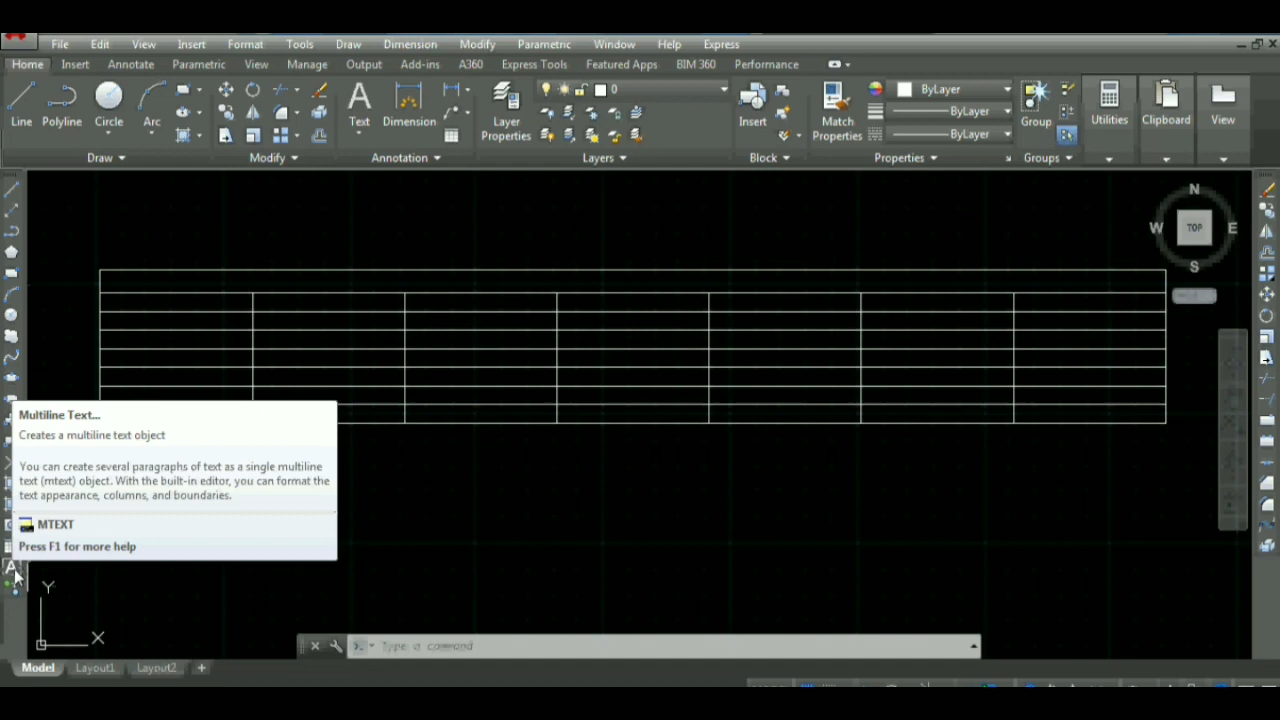 File Edit View Insert Format Tools Draw Dimension Modify Parametric Window Help Express
Home Insert Annotate Parametric View Manage Output Add-ins A360 Express Tools Featured Apps BIM 360 Performance
0
ByLayer
ByLayer
ByLayer
Line Polyline Circle Arc
A
Text Dimension
Layer Properties
Insert
Match Properties
Group
Utilities Clipboard View
Draw Modify Annotation Layers Block Properties Groups
N
W TOP E
S
Multiline Text...
Creates a multiline text object
You can create several paragraphs of text as a single multiline
text (mtext) object. With the built-in editor, you can format the
text appearance, columns, and boundaries.
MTEXT
Press F1 for more help
A
Y
X
Type a command
Model Layout1 Layout2 +